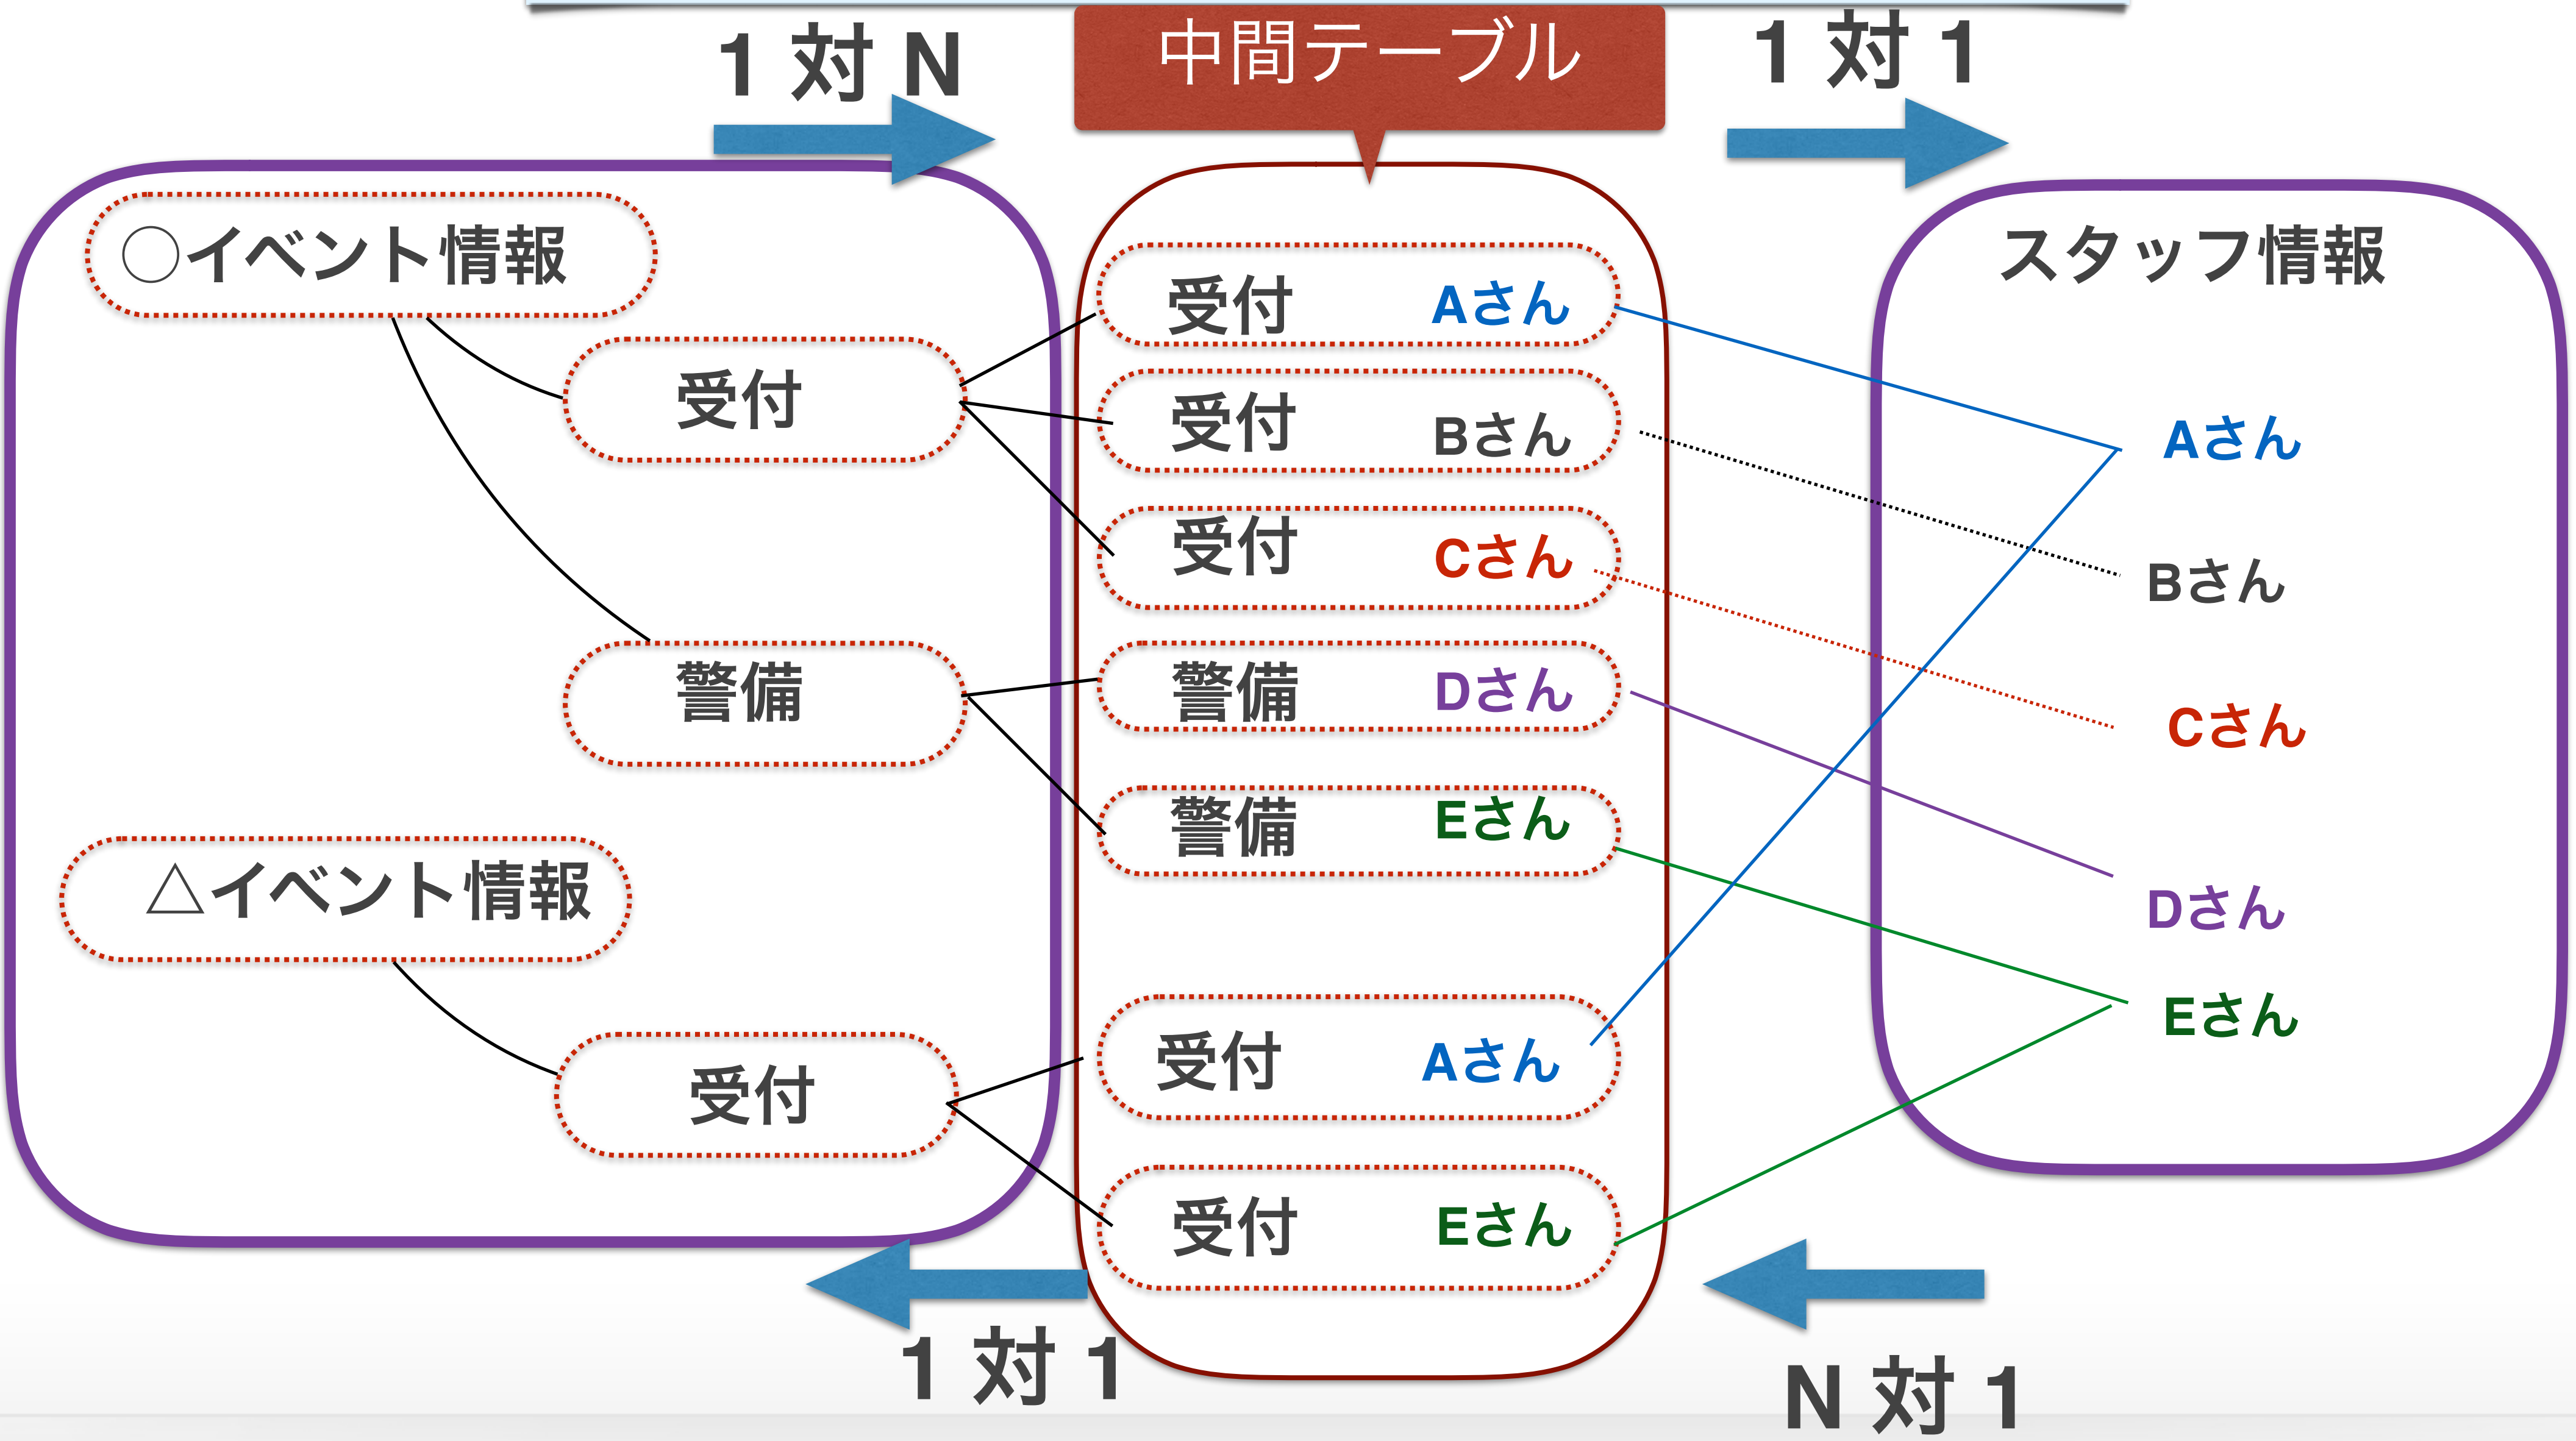 1 対 N
中間テーブル
1 対 1
○イベント情報
受付
警備
△イベント情報
受付
受付 Aさん
受付 Bさん
受付 Cさん
警備 Dさん
警備 Eさん
受付 Aさん
受付 Eさん
スタッフ情報
Aさん
Bさん
Cさん
Dさん
Eさん
1 対 1
N 対 1